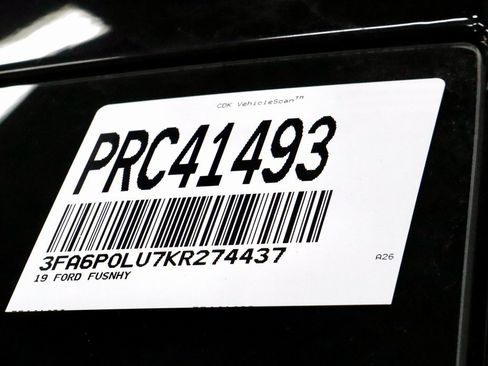 CDK VehicleScan™
PRC41493
3FA6P0LU7KR274437
19 FORD FUSNHY
A26